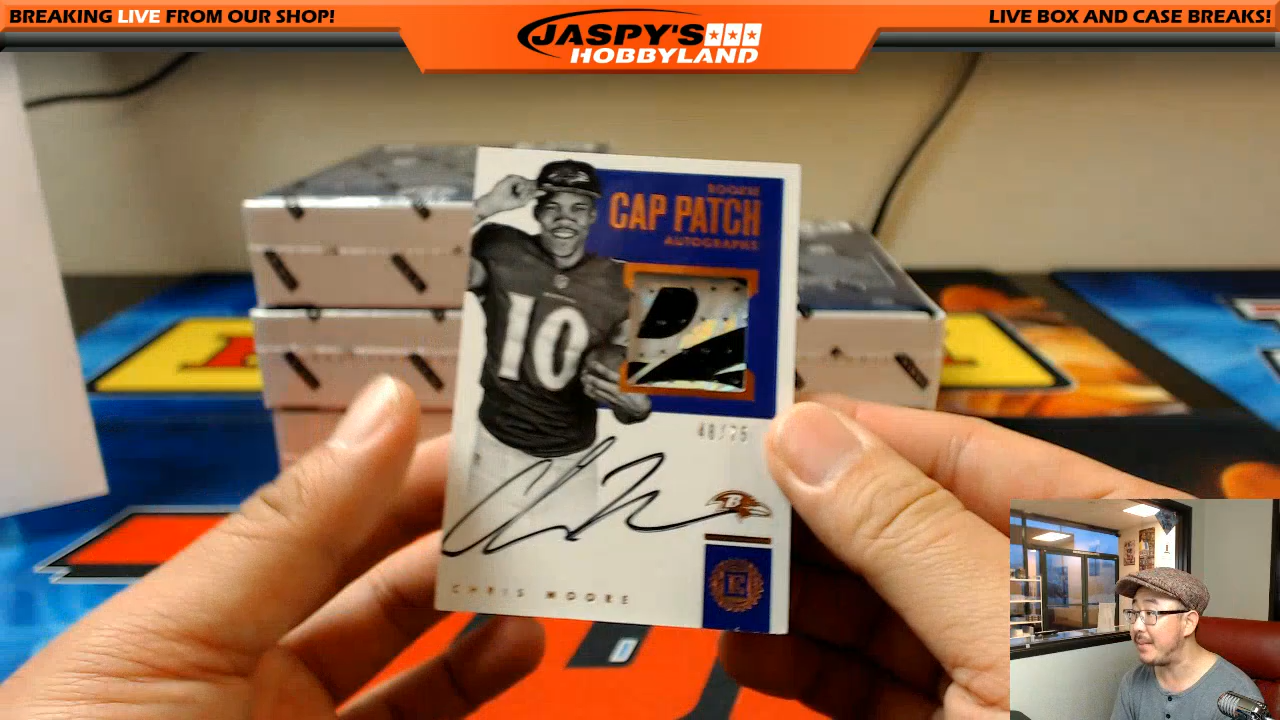 BREAKING LIVE FROM OUR SHOP!
JASPY'S
HOBBYLAND
LIVE BOX AND CASE BREAKS!
ROOKIE
CAP PATCH
AUTOGRAPHS
10
B
E
CHRIS MOORE